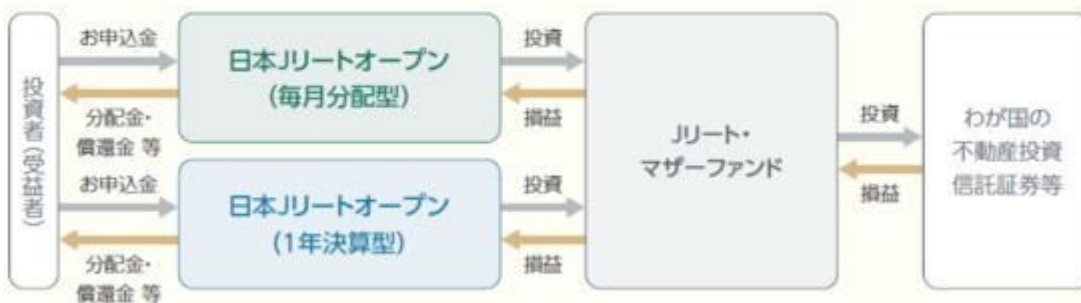 投資者(受益者)
お申込金
分配金・
償還金 等
お申込金
分配金・
償還金 等
日本Jリートオープン
(毎月分配型)
日本Jリートオープン
(1年決算型)
投資
損益
投資
損益
Jリート・
マザーファンド
投資
損益
わが国の
不動産投資
信託証券等